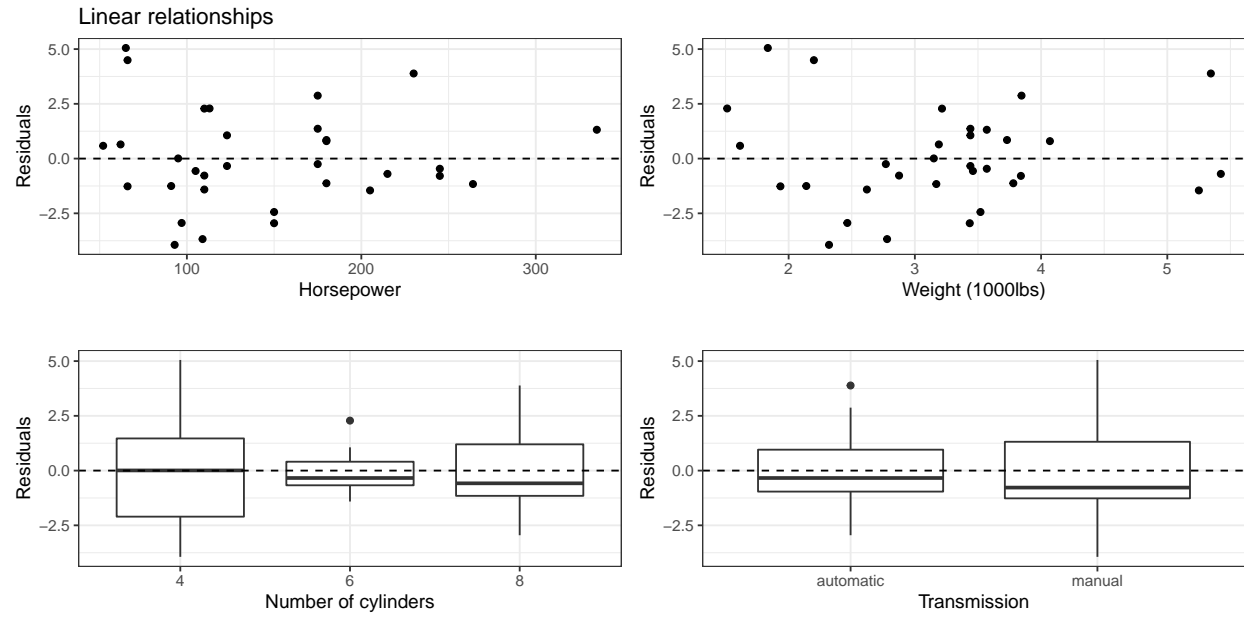 Linear relationships
5.0
2.5
0.0
−2.5
Residuals
100 200 300
Horsepower
5.0
2.5
0.0
−2.5
Residuals
2 3 4 5
Weight (1000lbs)
5.0
2.5
0.0
−2.5
Residuals
4 6 8
Number of cylinders
5.0
2.5
0.0
−2.5
Residuals
automatic manual
Transmission